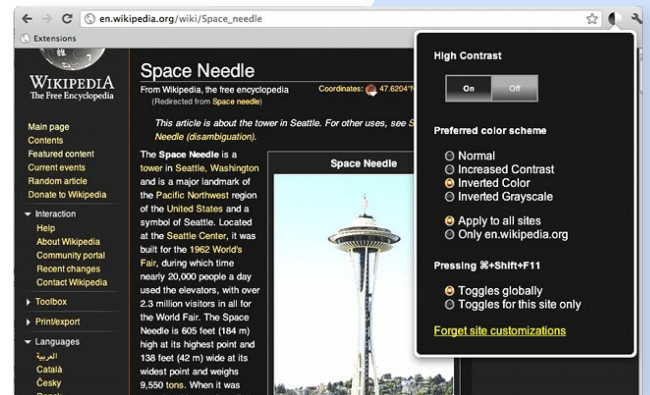 en.wikipedia.org/wiki/Space_needle
Extensions
WIKIPEDIA
The Free Encyclopedia
Main page
Contents
Featured content
Current events
Random article
Donate to Wikipedia
Interaction
Help
About Wikipedia
Community portal
Recent changes
Contact Wikipedia
Toolbox
Print/export
Languages
العربية
Català
Česky
Space Needle
From Wikipedia, the free encyclopedia
Coordinates: 47.6204°N
(Redirected from Space needle)
This article is about the tower in Seattle. For other uses, see S
Needle (disambiguation).
The Space Needle is a
tower in Seattle, Washington
and is a major landmark of
the Pacific Northwest region
of the United States and a
symbol of Seattle. Located
at the Seattle Center, it was
built for the 1962 World's
Fair, during which time
nearly 20,000 people a day
used the elevators, with over
2.3 million visitors in all for
the World Fair. The Space
Needle is 605 feet (184 m)
high at its highest point and
138 feet (42 m) wide at its
widest point and weighs
9,550 tons. When it was
Space Needle
High Contrast
On Off
Preferred color scheme
Normal
Increased Contrast
Inverted Color
Inverted Grayscale
Apply to all sites
Only en.wikipedia.org
Pressing ⌘+Shift+F11
Toggles globally
Toggles for this site only
Forget site customizations